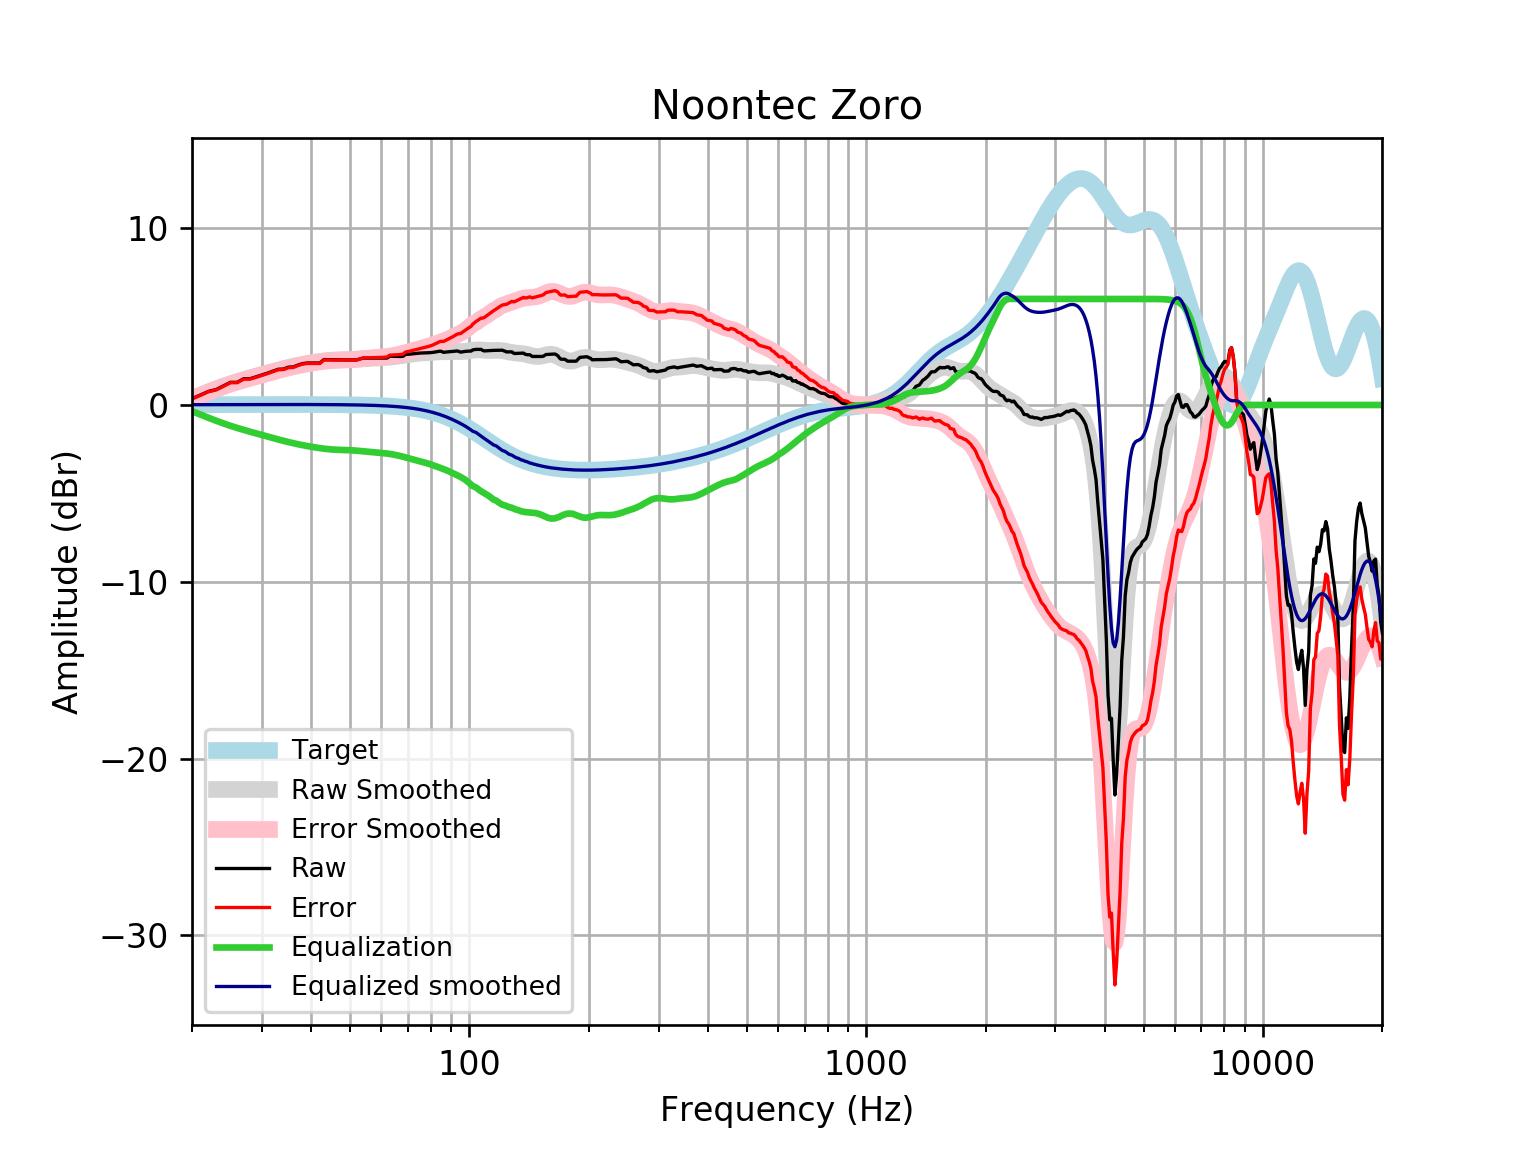 Noontec Zoro
10
0
−10
−20
−30
Amplitude (dBr)
Target
Raw Smoothed
Error Smoothed
Raw
Error
Equalization
Equalized smoothed
100
1000
10000
Frequency (Hz)